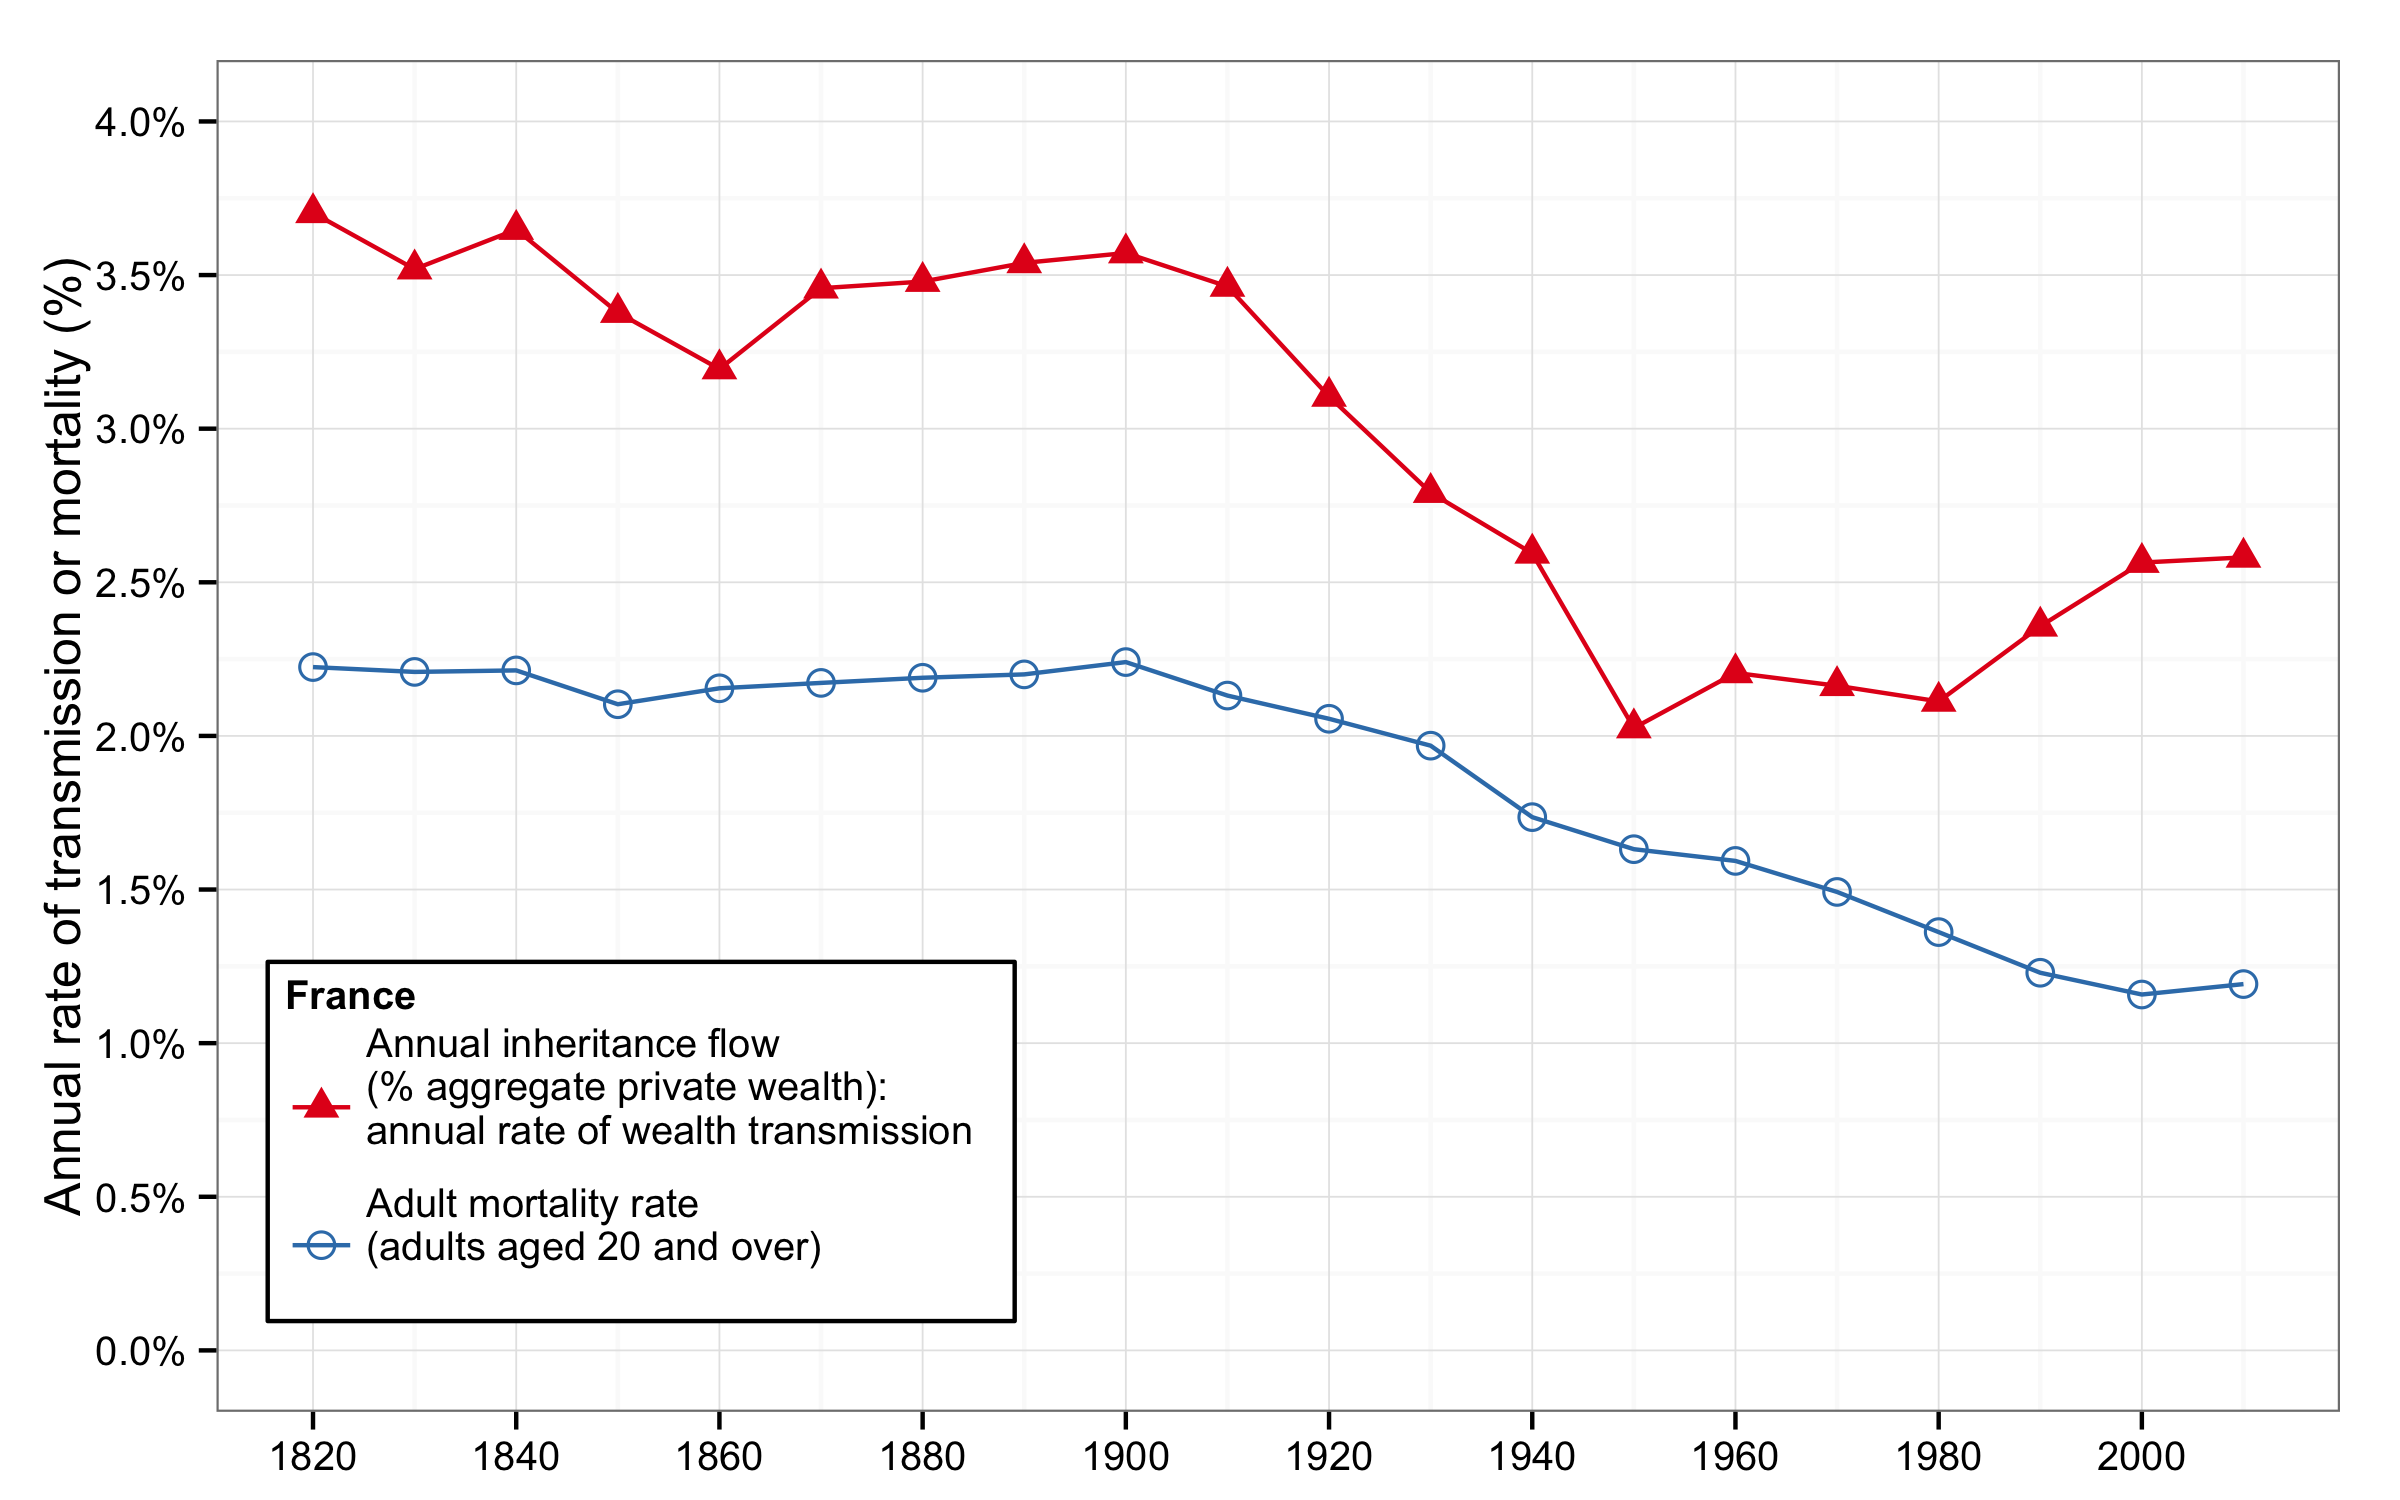 Annual rate of transmission or mortality (%)
4.0%
3.5%
3.0%
2.5%
2.0%
1.5%
1.0%
0.5%
0.0%
France
Annual inheritance flow
(% aggregate private wealth):
annual rate of wealth transmission
Adult mortality rate
(adults aged 20 and over)
1820 1840 1860 1880 1900 1920 1940 1960 1980 2000